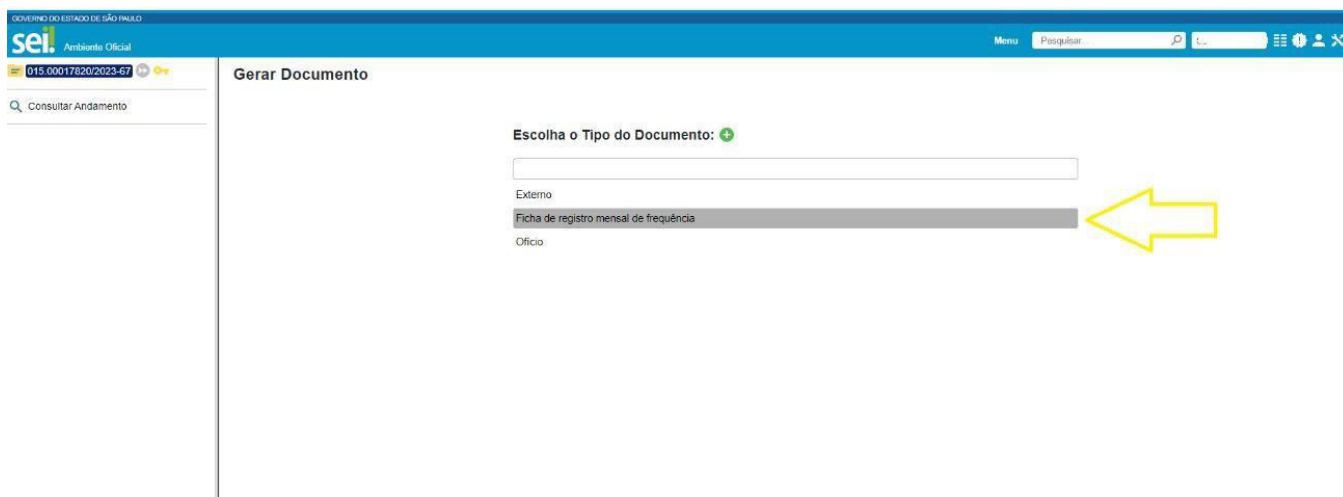 GOVERNO DO ESTADO DE SÃO PAULO
sei. Ambiente Oficial
Menu Pesquisar
015.00017820/2023-67
Consultar Andamento
Gerar Documento
Escolha o Tipo do Documento:
Externo
Ficha de registro mensal de frequência
Ofício